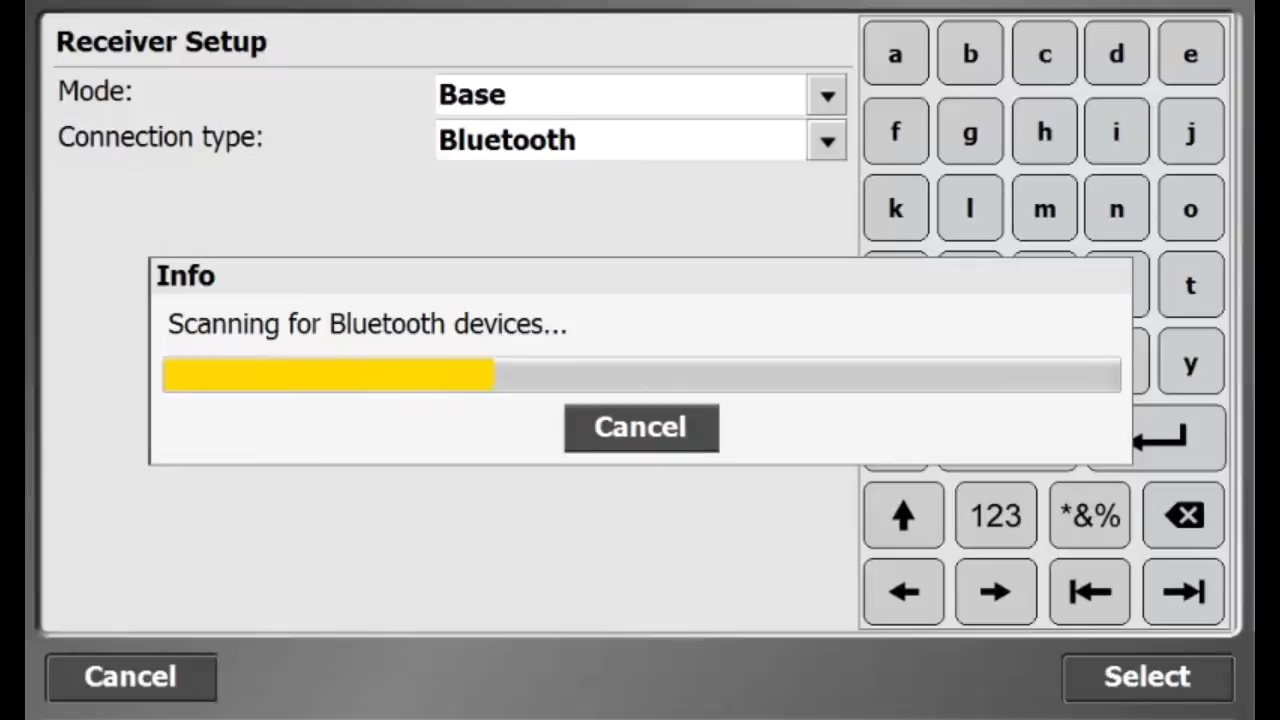 Receiver Setup
Mode: Base
Connection type: Bluetooth
Info
Scanning for Bluetooth devices...
Cancel
a b c d e
f g h i j
k l m n o
t
y
123 *&%
Cancel Select